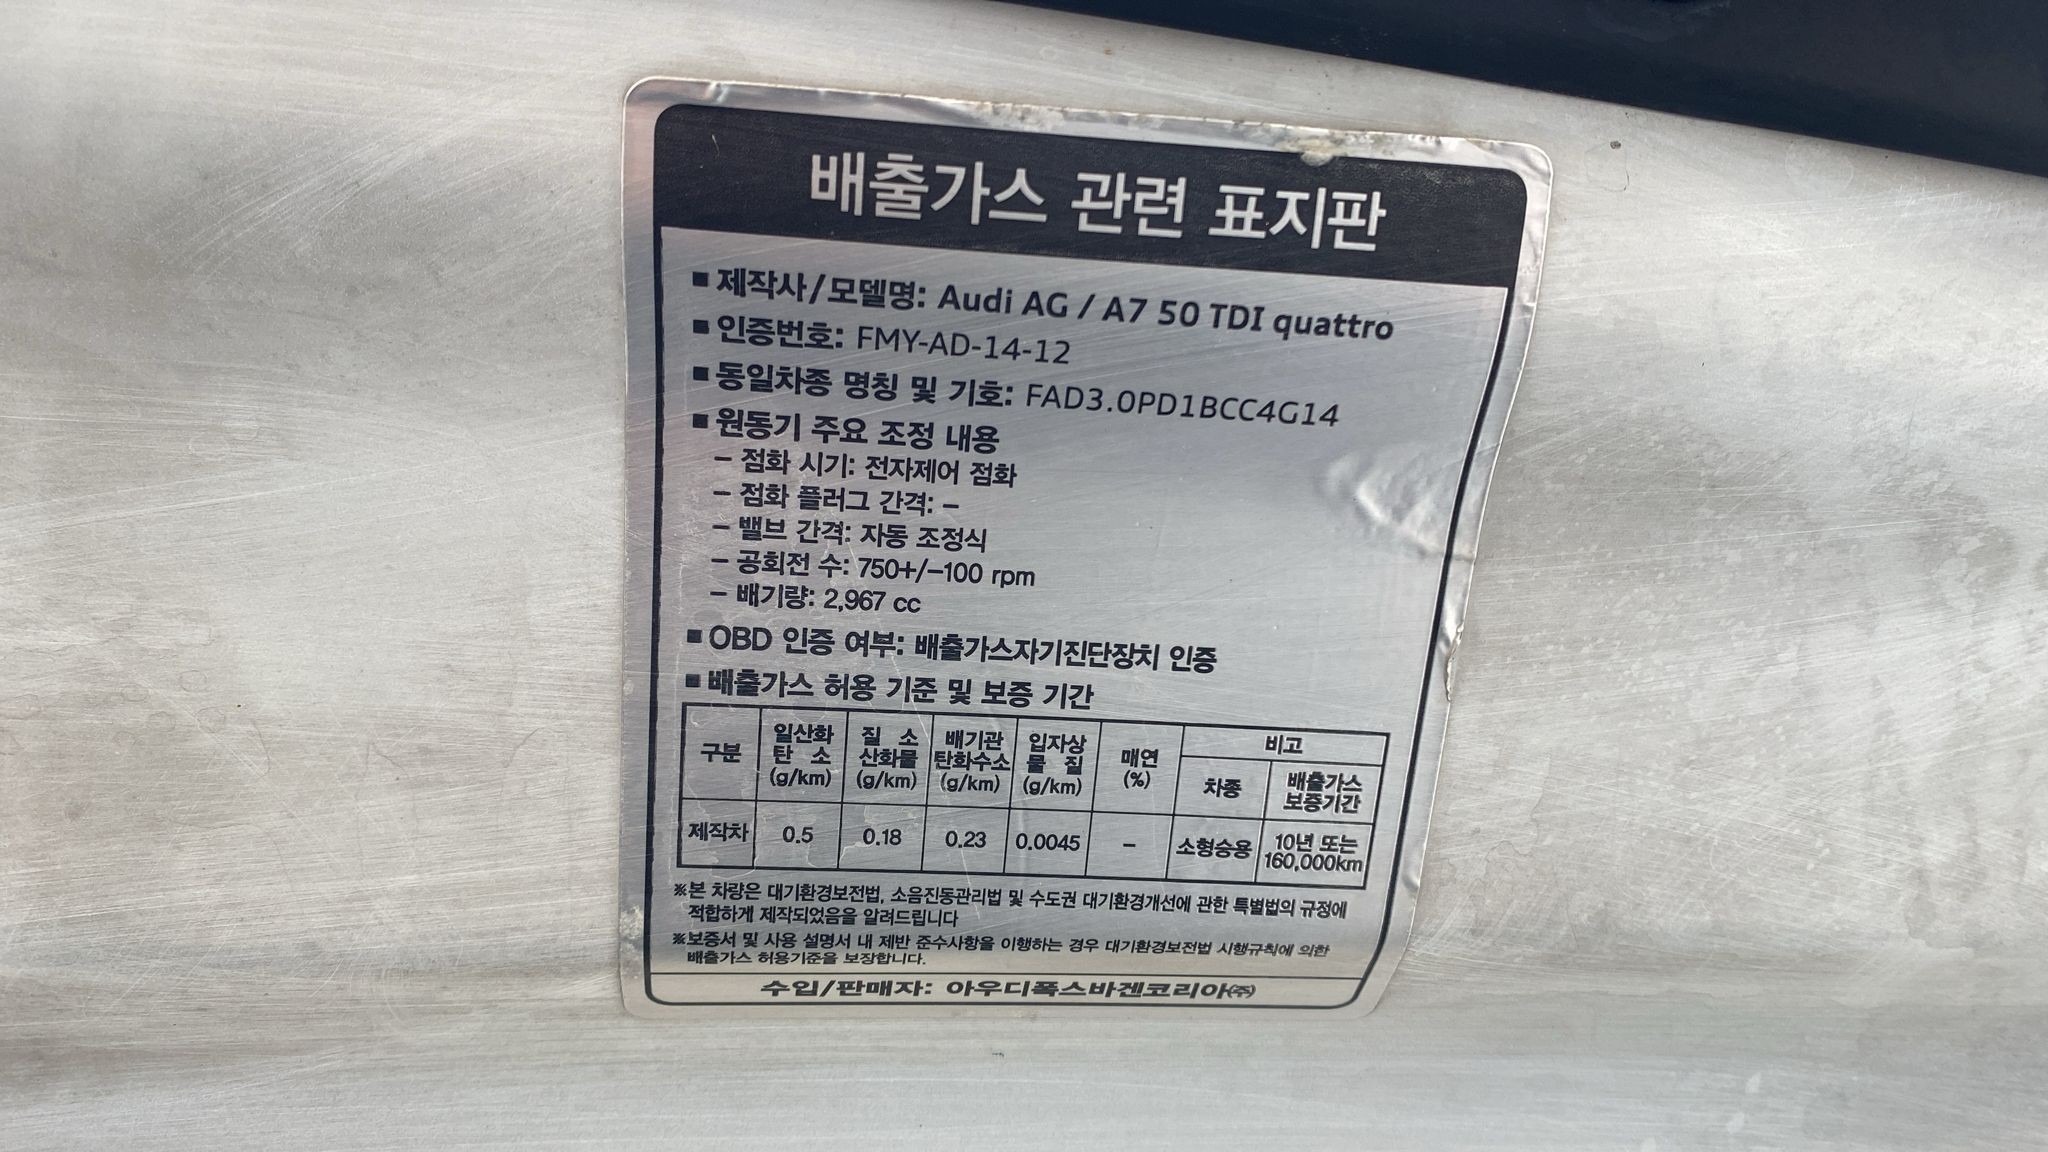 배출가스 관련 표지판
■ 제작사/모델명: Audi AG / A7 50 TDI quattro
■ 인증번호: FMY-AD-14-12
■ 동일차종 명칭 및 기호: FAD3.0PD1BCC4G14
■ 원동기 주요 조정 내용
– 점화 시기: 전자제어 점화
– 점화 플러그 간격: –
– 밸브 간격: 자동 조정식
– 공회전 수: 750+/–100 rpm
– 배기량: 2,967 cc
■ OBD 인증 여부: 배출가스자기진단장치 인증
■ 배출가스 허용 기준 및 보증 기간
구분 일산화탄소 (g/km) 질소산화물 (g/km) 배기관탄화수소 (g/km) 입자상물질 (g/km) 매연 (%) 비고
차종 배출가스 보증기간
제작차 0.5 0.18 0.23 0.0045 – 소형승용 10년 또는 160,000km
※본 차량은 대기환경보전법, 소음진동관리법 및 수도권 대기환경개선에 관한 특별법의 규정에
적합하게 제작되었음을 알려드립니다
※보증서 및 사용 설명서 내 제반 준수사항을 이행하는 경우 대기환경보전법 시행규칙에 의한
배출가스 허용기준을 보장합니다.
수입/판매자: 아우디폭스바겐코리아㈜